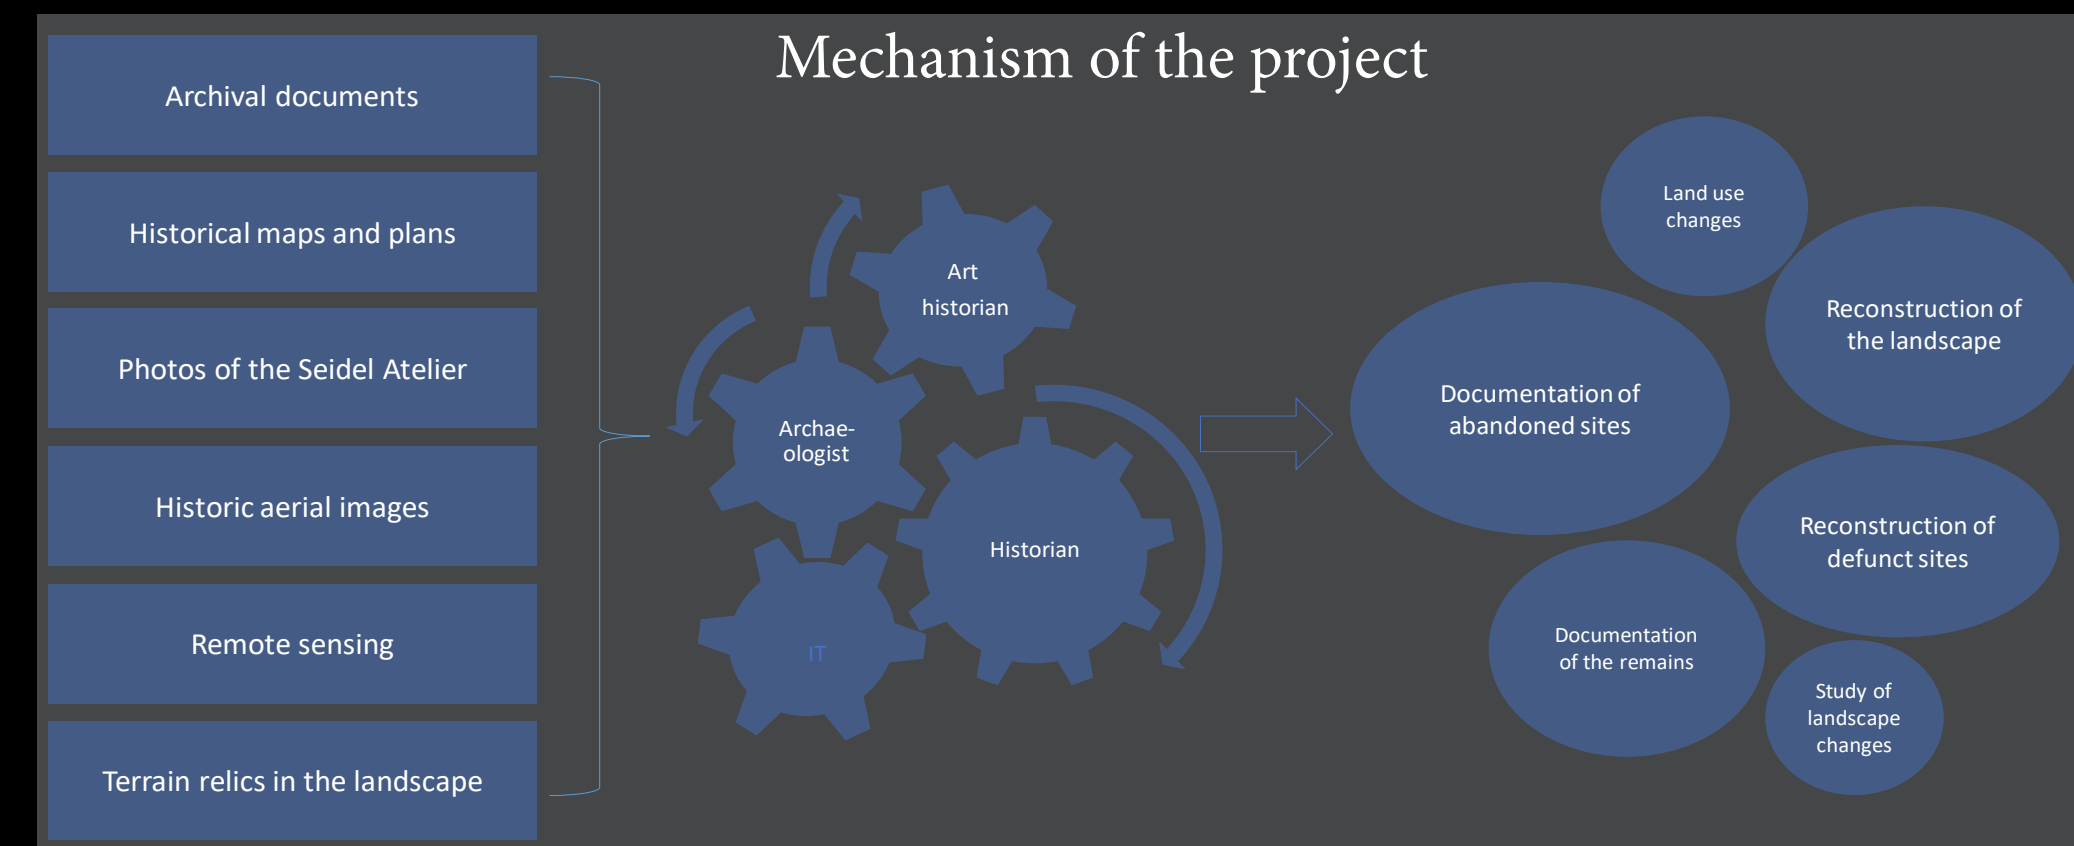 Mechanism of the project
Archival documents
Historical maps and plans
Photos of the Seidel Atelier
Historic aerial images
Remote sensing
Terrain relics in the landscape
Art
historian
Archae-
ologist
Historian
IT
Land use
changes
Reconstruction of
the landscape
Documentation of
abandoned sites
Reconstruction of
defunct sites
Documentation
of the remains
Study of
landscape
changes